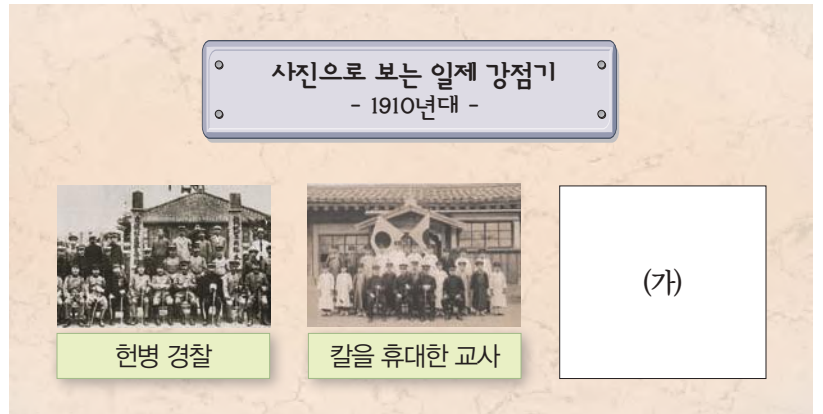 사진으로 보는 일제 강점기
- 1910년대 -
헌병 경찰
칼을 휴대한 교사
(가)